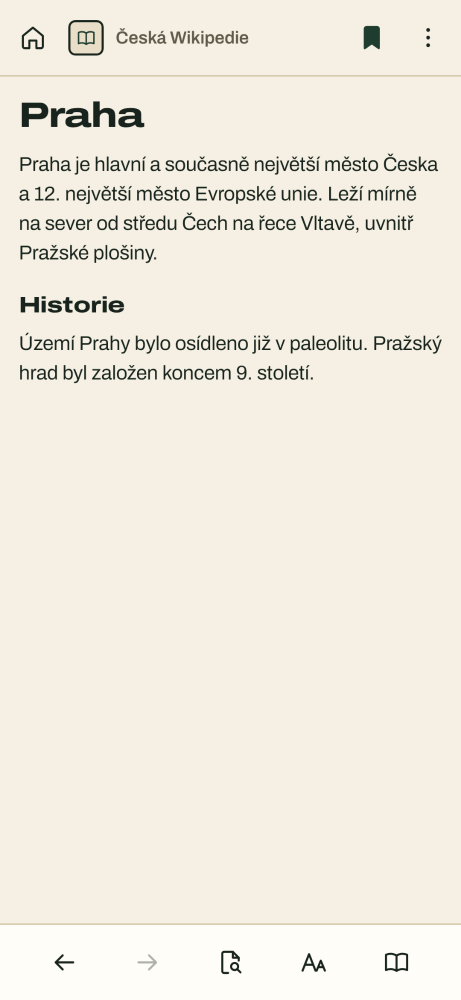 Česká Wikipedie
Praha
Praha je hlavní a současně největší město Česka
a 12. největší město Evropské unie. Leží mírně
na sever od středu Čech na řece Vltavě, uvnitř
Pražské plošiny.
Historie
Území Prahy bylo osídleno již v paleolitu. Pražský
hrad byl založen koncem 9. století.
AA